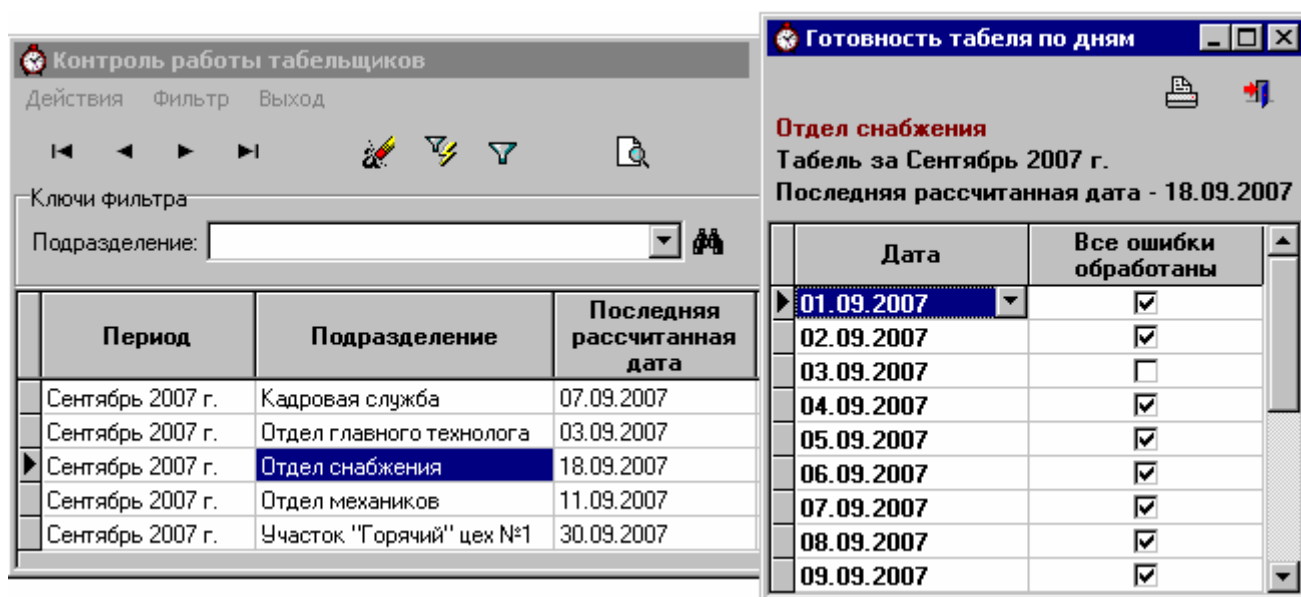 Контроль работы табельщиков
Действия Фильтр Выход
Ключи фильтра
Подразделение:
Период Подразделение Последняя рассчитанная дата
Сентябрь 2007 г. Кадровая служба 07.09.2007
Сентябрь 2007 г. Отдел главного технолога 03.09.2007
Сентябрь 2007 г. Отдел снабжения 18.09.2007
Сентябрь 2007 г. Отдел механиков 11.09.2007
Сентябрь 2007 г. Участок "Горячий" цех №1 30.09.2007
Готовность табеля по дням
Отдел снабжения
Табель за Сентябрь 2007 г.
Последняя рассчитанная дата - 18.09.2007
Дата Все ошибки обработаны
01.09.2007
02.09.2007
03.09.2007
04.09.2007
05.09.2007
06.09.2007
07.09.2007
08.09.2007
09.09.2007